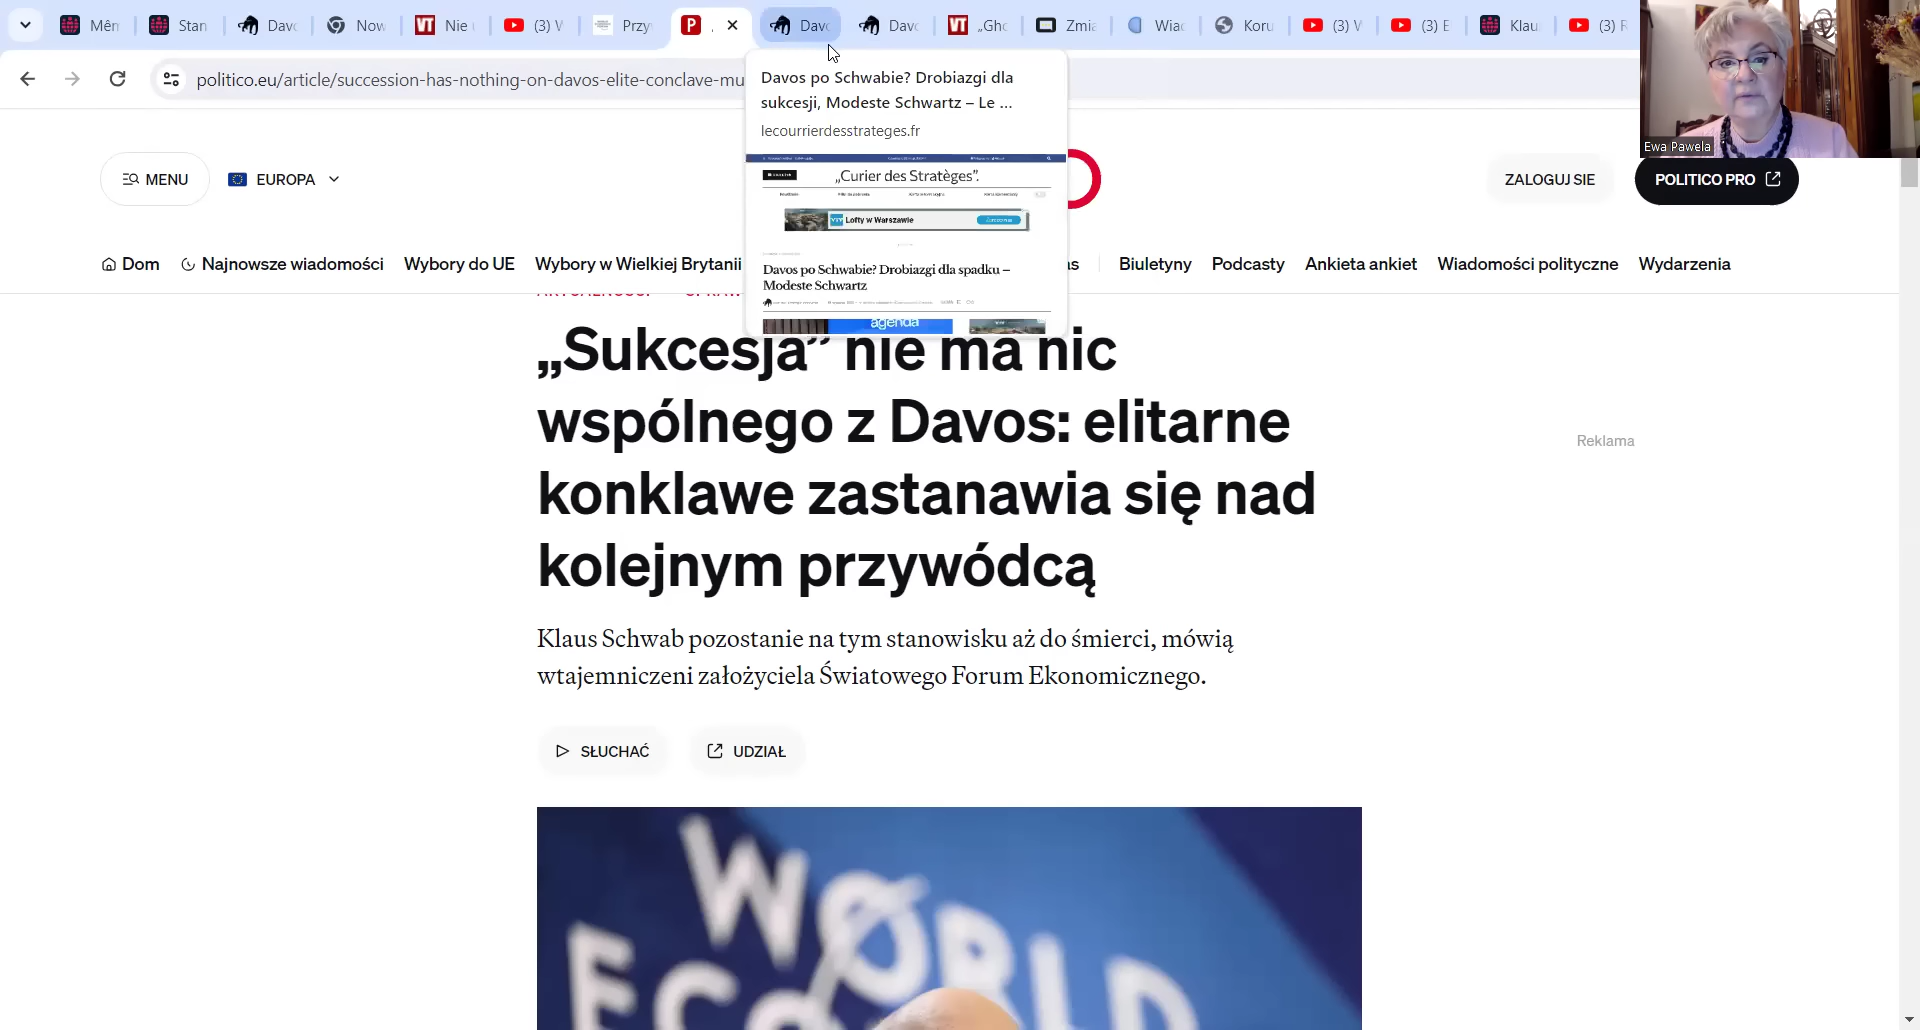 Mêm
Stan
Davo
Now
Nie
(3) V
Przy
Davo
Davo
„Gho
Zmia
Wiad
Koru
(3) V
(3) E
Klau
(3) R
politico.eu/article/succession-has-nothing-on-davos-elite-conclave-mu
Davos po Schwabie? Drobiazgi dla
sukcesji, Modeste Schwartz – Le ...
lecourrierdesstrateges.fr
„Curier des Stratèges”.
Lofty w Warszawie
Davos po Schwabie? Drobiazgi dla spadku –
Modeste Schwartz
agenda
Ewa Pawela
MENU
EUROPA
ZALOGUJ SIE
POLITICO PRO
Dom
Najnowsze wiadomości
Wybory do UE
Wybory w Wielkiej Brytanii
as
Biuletyny
Podcasty
Ankieta ankiet
Wiadomości polityczne
Wydarzenia
„Sukcesja” nie ma nic
wspólnego z Davos: elitarne
konklawe zastanawia się nad
kolejnym przywódcą
Reklama
Klaus Schwab pozostanie na tym stanowisku aż do śmierci, mówią
wtajemniczeni założyciela Światowego Forum Ekonomicznego.
SŁUCHAĆ
UDZIAŁ
WORLD
ECO